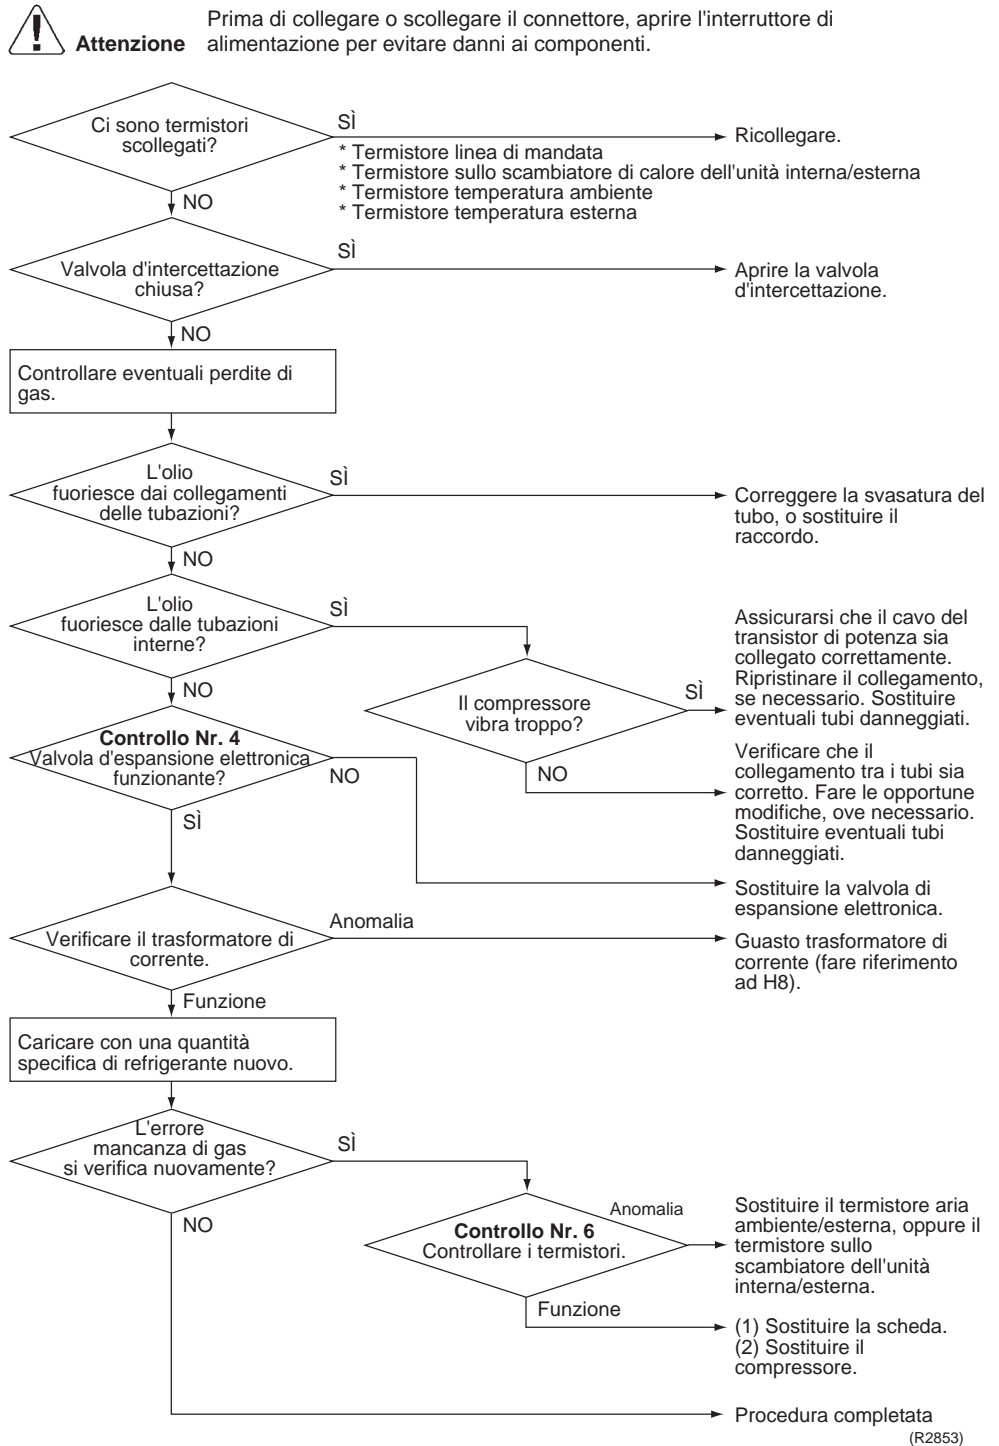 Prima di collegare o scollegare il connettore, aprire l'interruttore di
Attenzione alimentazione per evitare danni ai componenti.
Ci sono termistori
scollegati?
SÌ
* Termistore linea di mandata
* Termistore sullo scambiatore di calore dell'unità interna/esterna
* Termistore temperatura ambiente
* Termistore temperatura esterna
Ricollegare.
NO
Valvola d'intercettazione
chiusa?
SÌ
Aprire la valvola
d'intercettazione.
NO
Controllare eventuali perdite di
gas.
L'olio
fuoriesce dai collegamenti
delle tubazioni?
SÌ
Correggere la svasatura del
tubo, o sostituire il
raccordo.
NO
L'olio
fuoriesce dalle tubazioni
interne?
SÌ
Il compressore
vibra troppo?
SÌ
Assicurarsi che il cavo del
transistor di potenza sia
collegato correttamente.
Ripristinare il collegamento,
se necessario. Sostituire
eventuali tubi danneggiati.
NO
Verificare che il
collegamento tra i tubi sia
corretto. Fare le opportune
modifiche, ove necessario.
Sostituire eventuali tubi
danneggiati.
NO
Controllo Nr. 4
Valvola d'espansione elettronica
funzionante?
NO
Sostituire la valvola di
espansione elettronica.
SÌ
Verificare il trasformatore di
corrente.
Anomalia
Guasto trasformatore di
corrente (fare riferimento
ad H8).
Funzione
Caricare con una quantità
specifica di refrigerante nuovo.
L'errore
mancanza di gas
si verifica nuovamente?
SÌ
Controllo Nr. 6
Controllare i termistori.
Anomalia
Sostituire il termistore aria
ambiente/esterna, oppure il
termistore sullo
scambiatore dell'unità
interna/esterna.
Funzione
(1) Sostituire la scheda.
(2) Sostituire il
compressore.
NO
Procedura completata
(R2853)